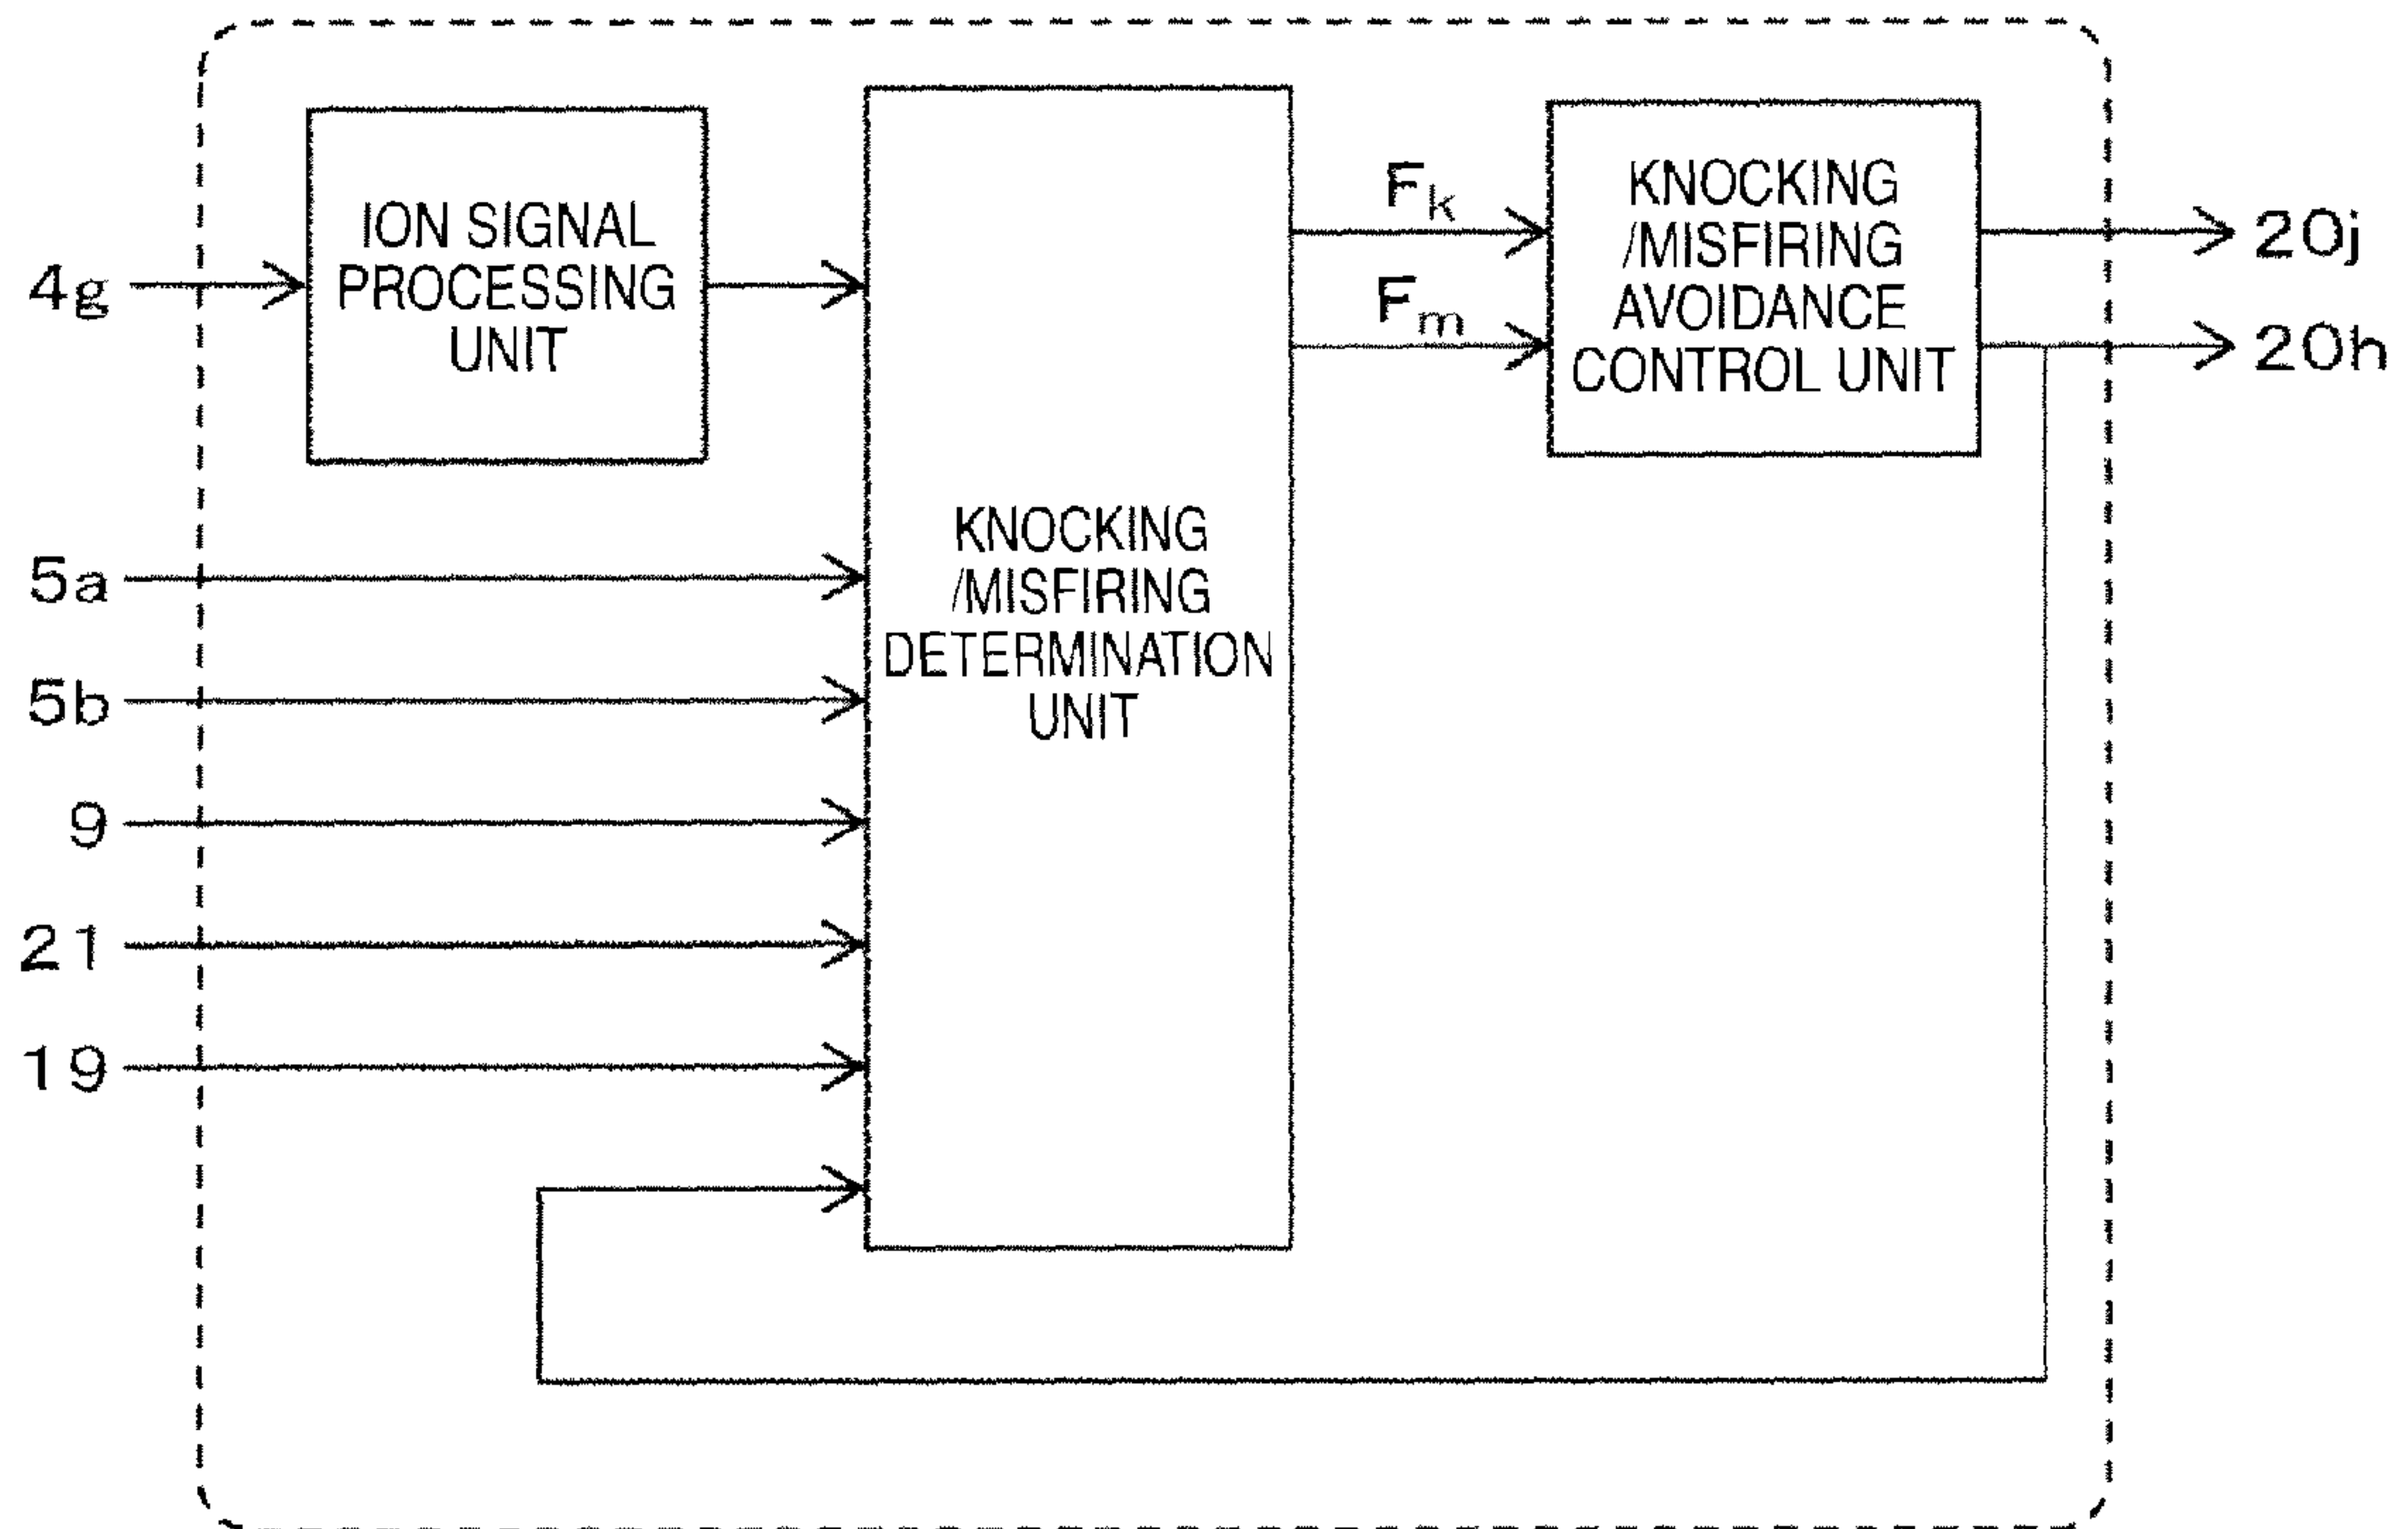 4g
ION SIGNAL
PROCESSING
UNIT
5a
5b
9
21
19
KNOCKING
/MISFIRING
DETERMINATION
UNIT
Fk
Fm
KNOCKING
/MISFIRING
AVOIDANCE
CONTROL UNIT
20j
20h